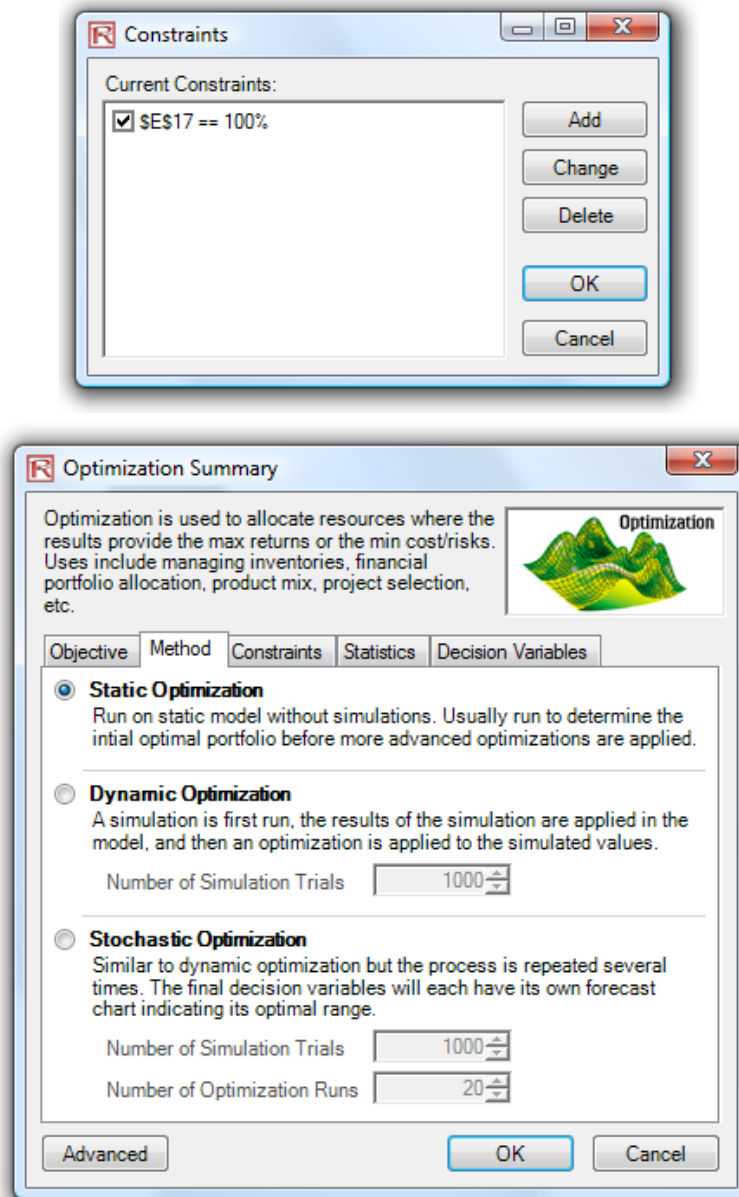 Constraints
Current Constraints:
$E$17 == 100%
Add
Change
Delete
OK
Cancel
Optimization Summary
Optimization is used to allocate resources where the
results provide the max returns or the min cost/risks.
Uses include managing inventories, financial
portfolio allocation, product mix, project selection,
etc.
Optimization
Objective Method Constraints Statistics Decision Variables
Static Optimization
Run on static model without simulations. Usually run to determine the
intial optimal portfolio before more advanced optimizations are applied.
Dynamic Optimization
A simulation is first run, the results of the simulation are applied in the
model, and then an optimization is applied to the simulated values.
Number of Simulation Trials 1000
Stochastic Optimization
Similar to dynamic optimization but the process is repeated several
times. The final decision variables will each have its own forecast
chart indicating its optimal range.
Number of Simulation Trials 1000
Number of Optimization Runs 20
Advanced OK Cancel